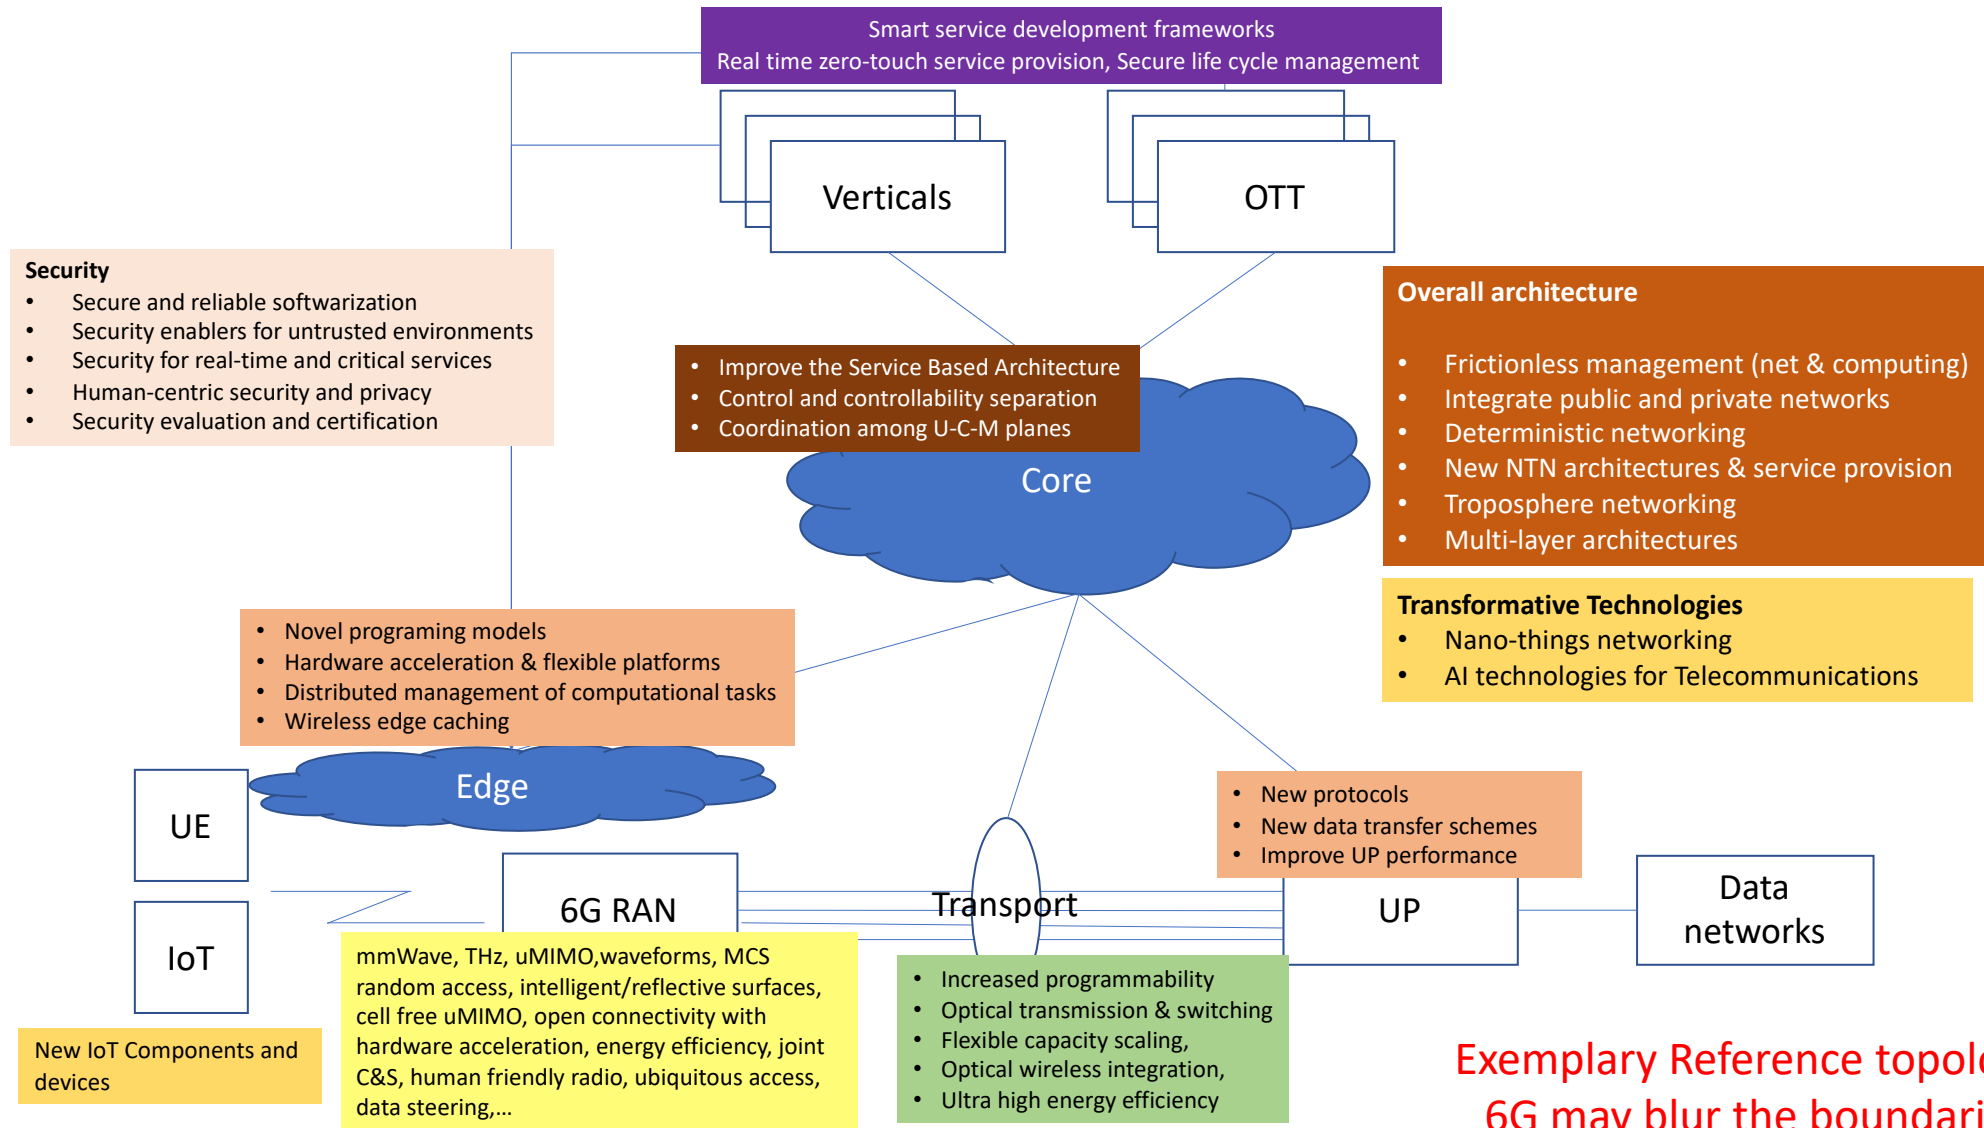 Smart service development frameworks
Real time zero-touch service provision, Secure life cycle management
Verticals
OTT
Security
• Secure and reliable softwarization
• Security enablers for untrusted environments
• Security for real-time and critical services
• Human-centric security and privacy
• Security evaluation and certification
• Improve the Service Based Architecture
• Control and controllability separation
• Coordination among U-C-M planes
Core
Overall architecture
• Frictionless management (net & computing)
• Integrate public and private networks
• Deterministic networking
• New NTN architectures & service provision
• Troposphere networking
• Multi-layer architectures
Transformative Technologies
• Nano-things networking
• AI technologies for Telecommunications
• Novel programing models
• Hardware acceleration & flexible platforms
• Distributed management of computational tasks
• Wireless edge caching
Edge
UE
IoT
New IoT Components and
devices
6G RAN
mmWave, THz, uMIMO,waveforms, MCS
random access, intelligent/reflective surfaces,
cell free uMIMO, open connectivity with
hardware acceleration, energy efficiency, joint
C&S, human friendly radio, ubiquitous access,
data steering,...
Transport
• Increased programmability
• Optical transmission & switching
• Flexible capacity scaling,
• Optical wireless integration,
• Ultra high energy efficiency
• New protocols
• New data transfer schemes
• Improve UP performance
UP
Data
networks
Exemplary Reference
6G may blur the